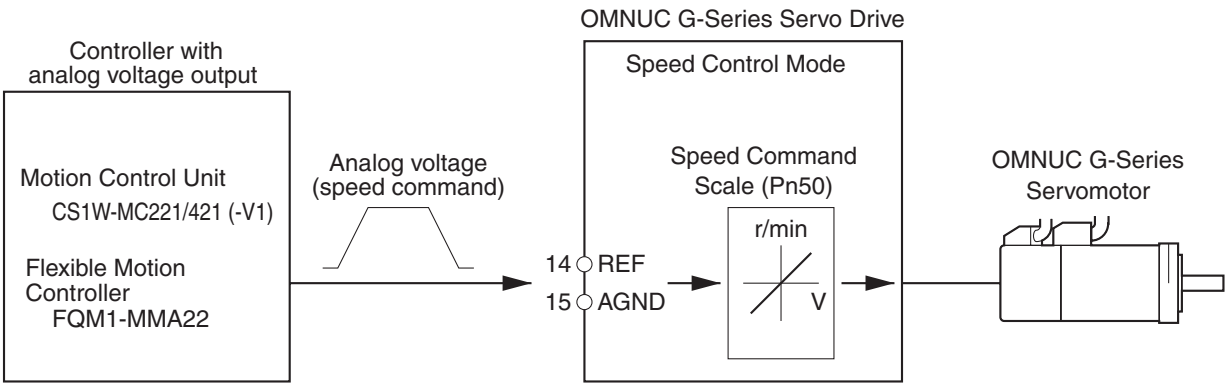 OMNUC G-Series Servo Drive
Controller with
analog voltage output
Speed Control Mode
Motion Control Unit
CS1W-MC221/421 (-V1)
Flexible Motion
Controller
FQM1-MMA22
Analog voltage
(speed command)
14 REF
15 AGND
Speed Command
Scale (Pn50)
r/min
V
OMNUC G-Series
Servomotor